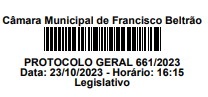 Câmara Municipal de Francisco Beltrão
PROTOCOLO GERAL 661/2023
Data: 23/10/2023 - Horário: 16:15
Legislativo